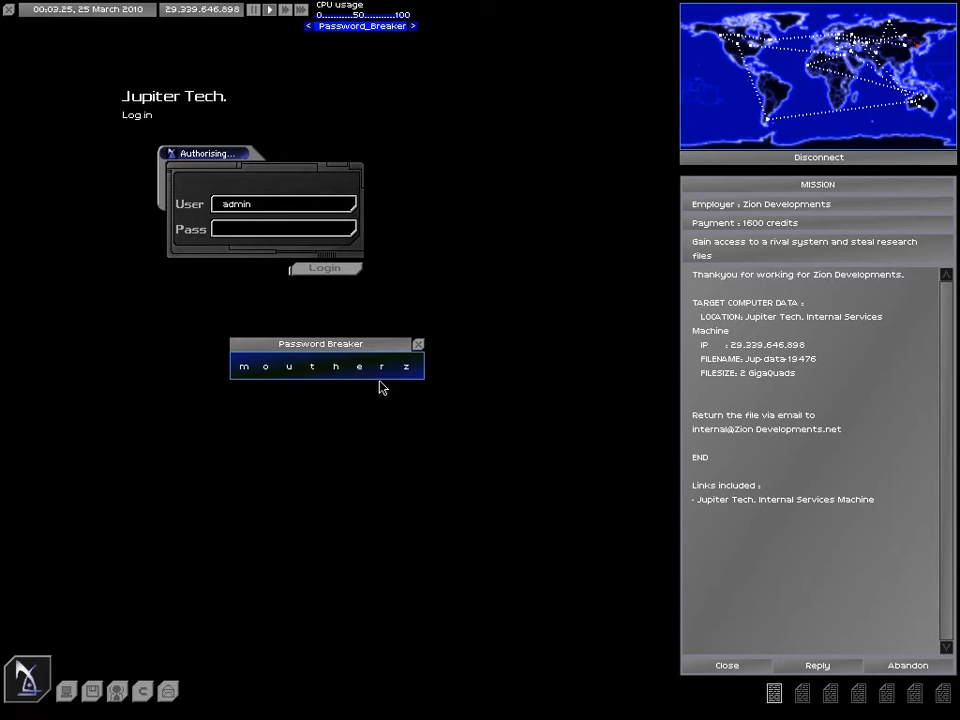 00:03.25, 25 March 2010
29.339.646.898
CPU usage
0...........50...........100
< Password_Breaker >
Jupiter Tech.
Log in
Authorising...
User admin
Pass
Login
Password Breaker
m o u t h e r z
Disconnect
MISSION
Employer : Zion Developments
Payment : 1600 credits
Gain access to a rival system and steal research
files
Thankyou for working for Zion Developments.
TARGET COMPUTER DATA :
LOCATION: Jupiter Tech. Internal Services
Machine
IP : 29.339.646.898
FILENAME: Jup-data-19476
FILESIZE: 2 GigaQuads
Return the file via email to
internal@Zion Developments.net
END
Links included :
- Jupiter Tech. Internal Services Machine
Close
Reply
Abandon